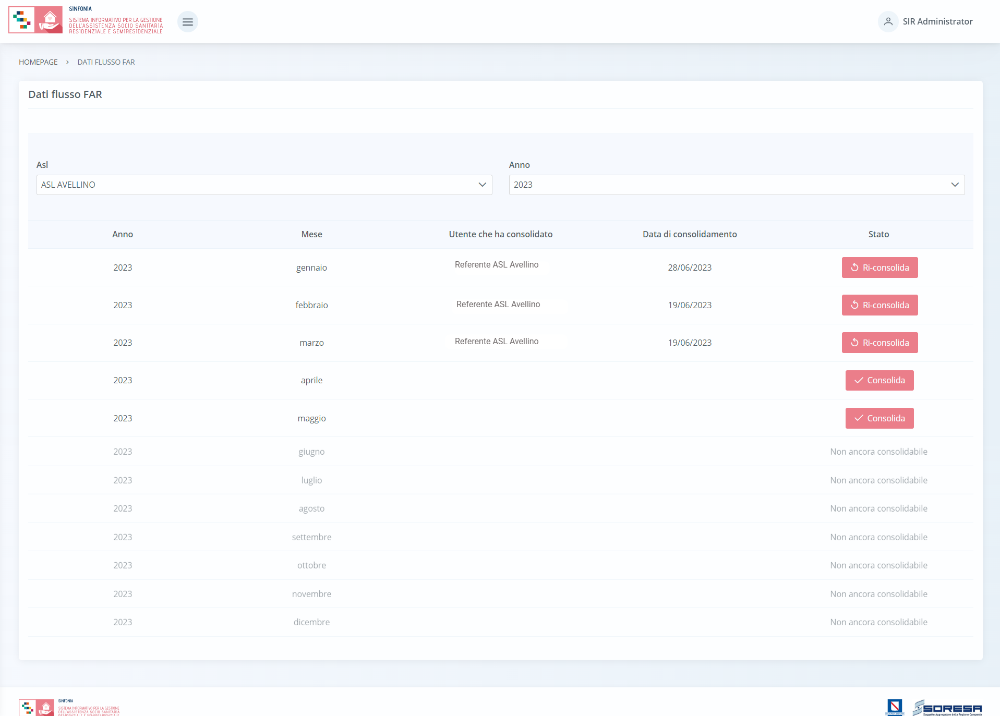 SINFONIA
SISTEMA INFORMATIVO PER LA GESTIONE
DELL'ASSISTENZA SOCIO SANITARIA
RESIDENZIALE E SEMIRESIDENZIALE
SIR Administrator
HOMEPAGE > DATI FLUSSO FAR
Dati flusso FAR
Asl Anno
ASL AVELLINO 2023
Anno Mese Utente che ha consolidato Data di consolidamento Stato
2023 gennaio Referente ASL Avellino 28/06/2023 Ri-consolida
2023 febbraio Referente ASL Avellino 19/06/2023 Ri-consolida
2023 marzo Referente ASL Avellino 19/06/2023 Ri-consolida
2023 aprile Consolida
2023 maggio Consolida
2023 giugno Non ancora consolidabile
2023 luglio Non ancora consolidabile
2023 agosto Non ancora consolidabile
2023 settembre Non ancora consolidabile
2023 ottobre Non ancora consolidabile
2023 novembre Non ancora consolidabile
2023 dicembre Non ancora consolidabile
SINFONIA
SISTEMA INFORMATIVO PER LA GESTIONE
DELL'ASSISTENZA SOCIO SANITARIA
RESIDENZIALE E SEMIRESIDENZIALE
REGIONE CAMPANIA
SORESA
Soggetto Aggregatore della Regione Campania